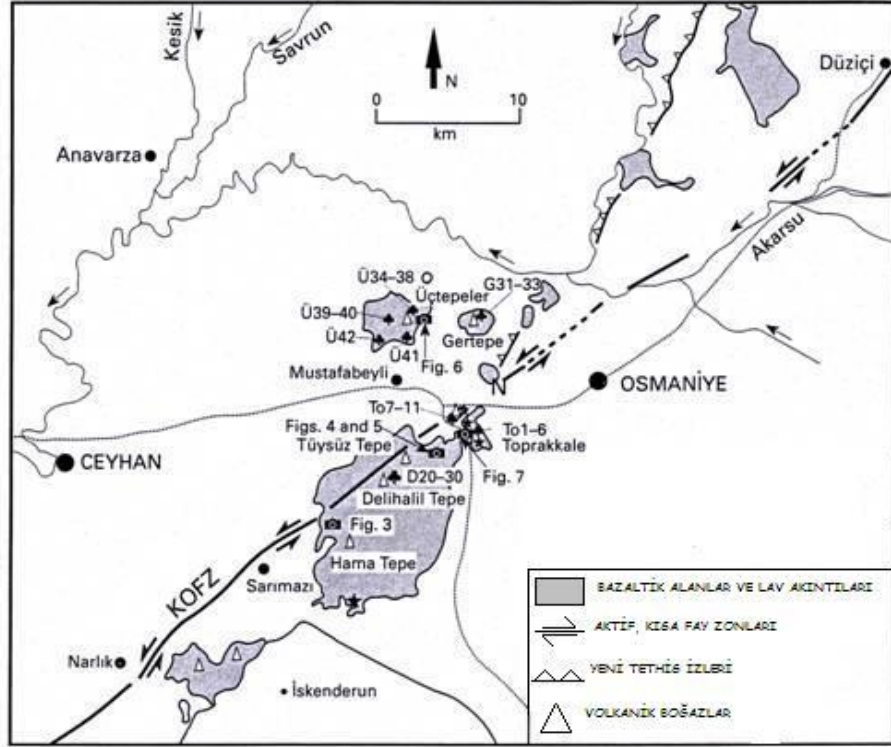 Kesik
Savrun
N
0 10
km
Düziçi
Anavarza
Akarsu
Ü34–38
G31–33
Üçtepeler
Ü39–40
Ü42
Ü41
Gertepe
Fig. 6
Mustafabeyli
N
OSMANİYE
To7–11
Figs. 4 and 5
To1–6
Tüysüz Tepe
Toprakkale
CEYHAN
D20–30
Fig. 7
Delihalil Tepe
Fig. 3
Hama Tepe
KOFZ
Sarımazı
Narlık
İskenderun
BAZALTİK ALANLAR VE LAV AKINTILARI
AKTİF, KISA FAY ZONLARI
YENİ TETHİS İZLERİ
VOLKANİK BOĞAZLAR